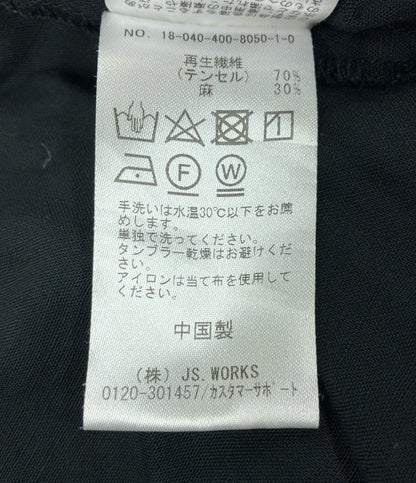 NO. 18-040-400-8050-1-0
再生繊維
(テンセル) 70%
麻 30%
F W
手洗いは水温30℃以下をお薦
めします。
単独で洗ってください。
タンブラー乾燥はお避けくださ
い。
アイロンは当て布を使用して
ください。
中国製
(株) JS.WORKS
0120-301457/カスタマーサポート